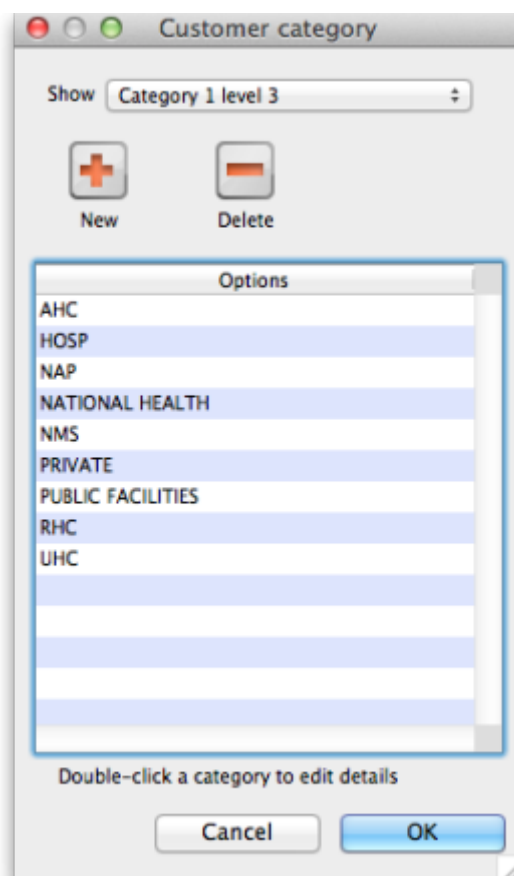 Customer category
Show Category 1 level 3
New Delete
Options
AHC
HOSP
NAP
NATIONAL HEALTH
NMS
PRIVATE
PUBLIC FACILITIES
RHC
UHC
Double-click a category to edit details
Cancel OK